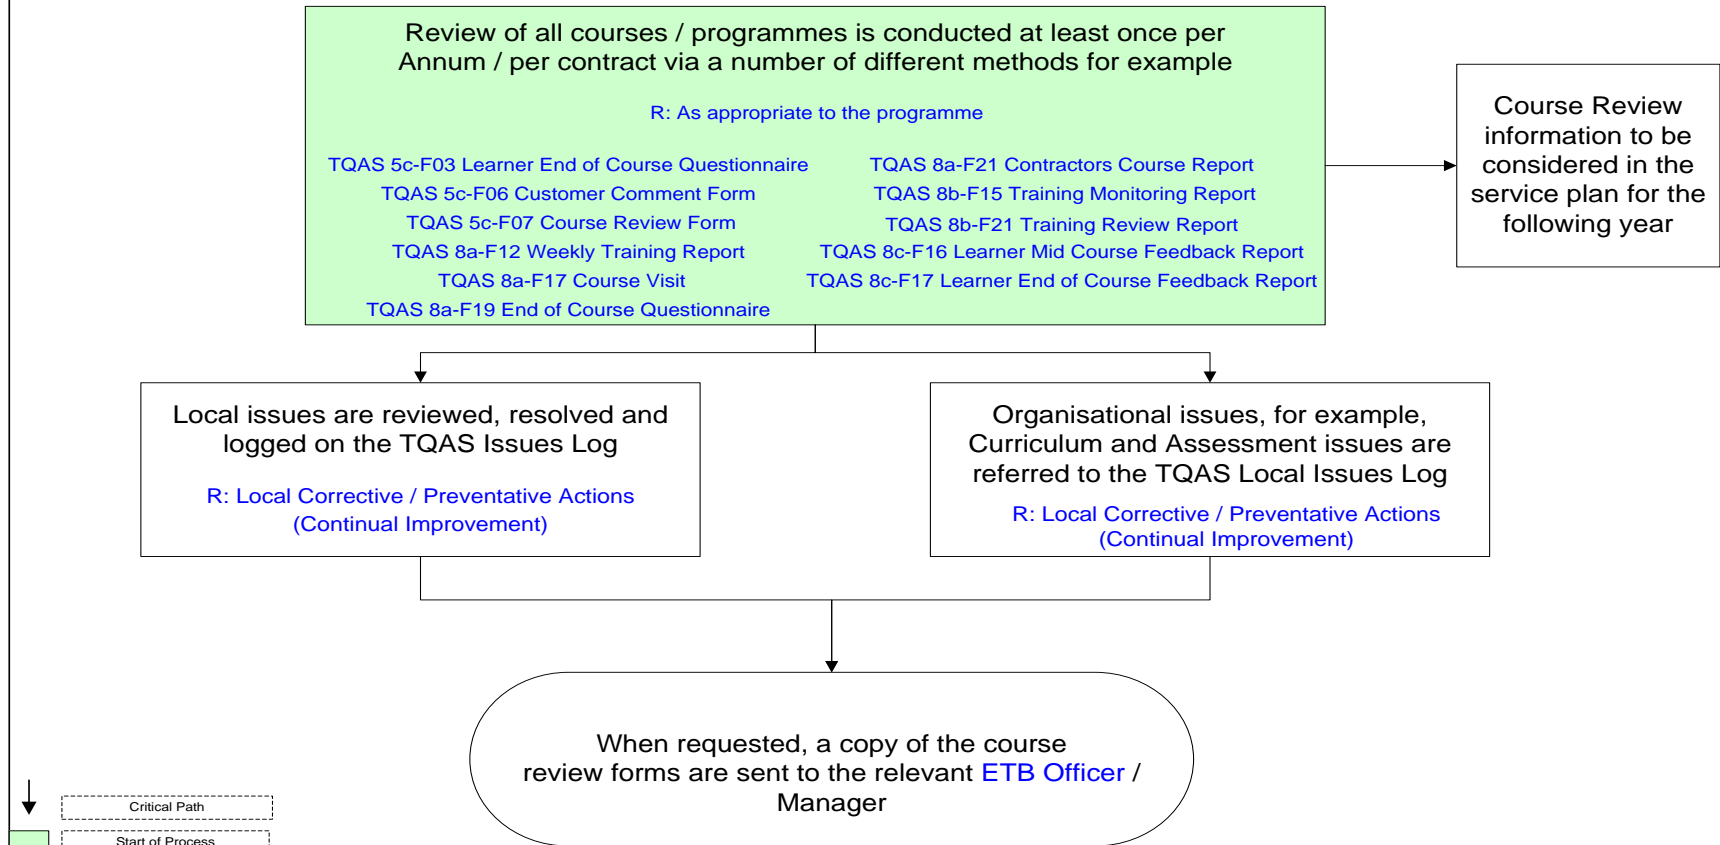 Review of all courses / programmes is conducted at least once per
Annum / per contract via a number of different methods for example
R: As appropriate to the programme
TQAS 5c-F03 Learner End of Course Questionnaire
TQAS 5c-F06 Customer Comment Form
TQAS 5c-F07 Course Review Form
TQAS 8a-F12 Weekly Training Report
TQAS 8a-F17 Course Visit
TQAS 8a-F19 End of Course Questionnaire
TQAS 8a-F21 Contractors Course Report
TQAS 8b-F15 Training Monitoring Report
TQAS 8b-F21 Training Review Report
TQAS 8c-F16 Learner Mid Course Feedback Report
TQAS 8c-F17 Learner End of Course Feedback Report
Course Review
information to be
considered in the
service plan for the
following year
Local issues are reviewed, resolved and
logged on the TQAS Issues Log
R: Local Corrective / Preventative Actions
(Continual Improvement)
Organisational issues, for example,
Curriculum and Assessment issues are
referred to the TQAS Local Issues Log
R: Local Corrective / Preventative Actions
(Continual Improvement)
When requested, a copy of the course
review forms are sent to the relevant ETB Officer /
Manager
Critical Path
Start of Process